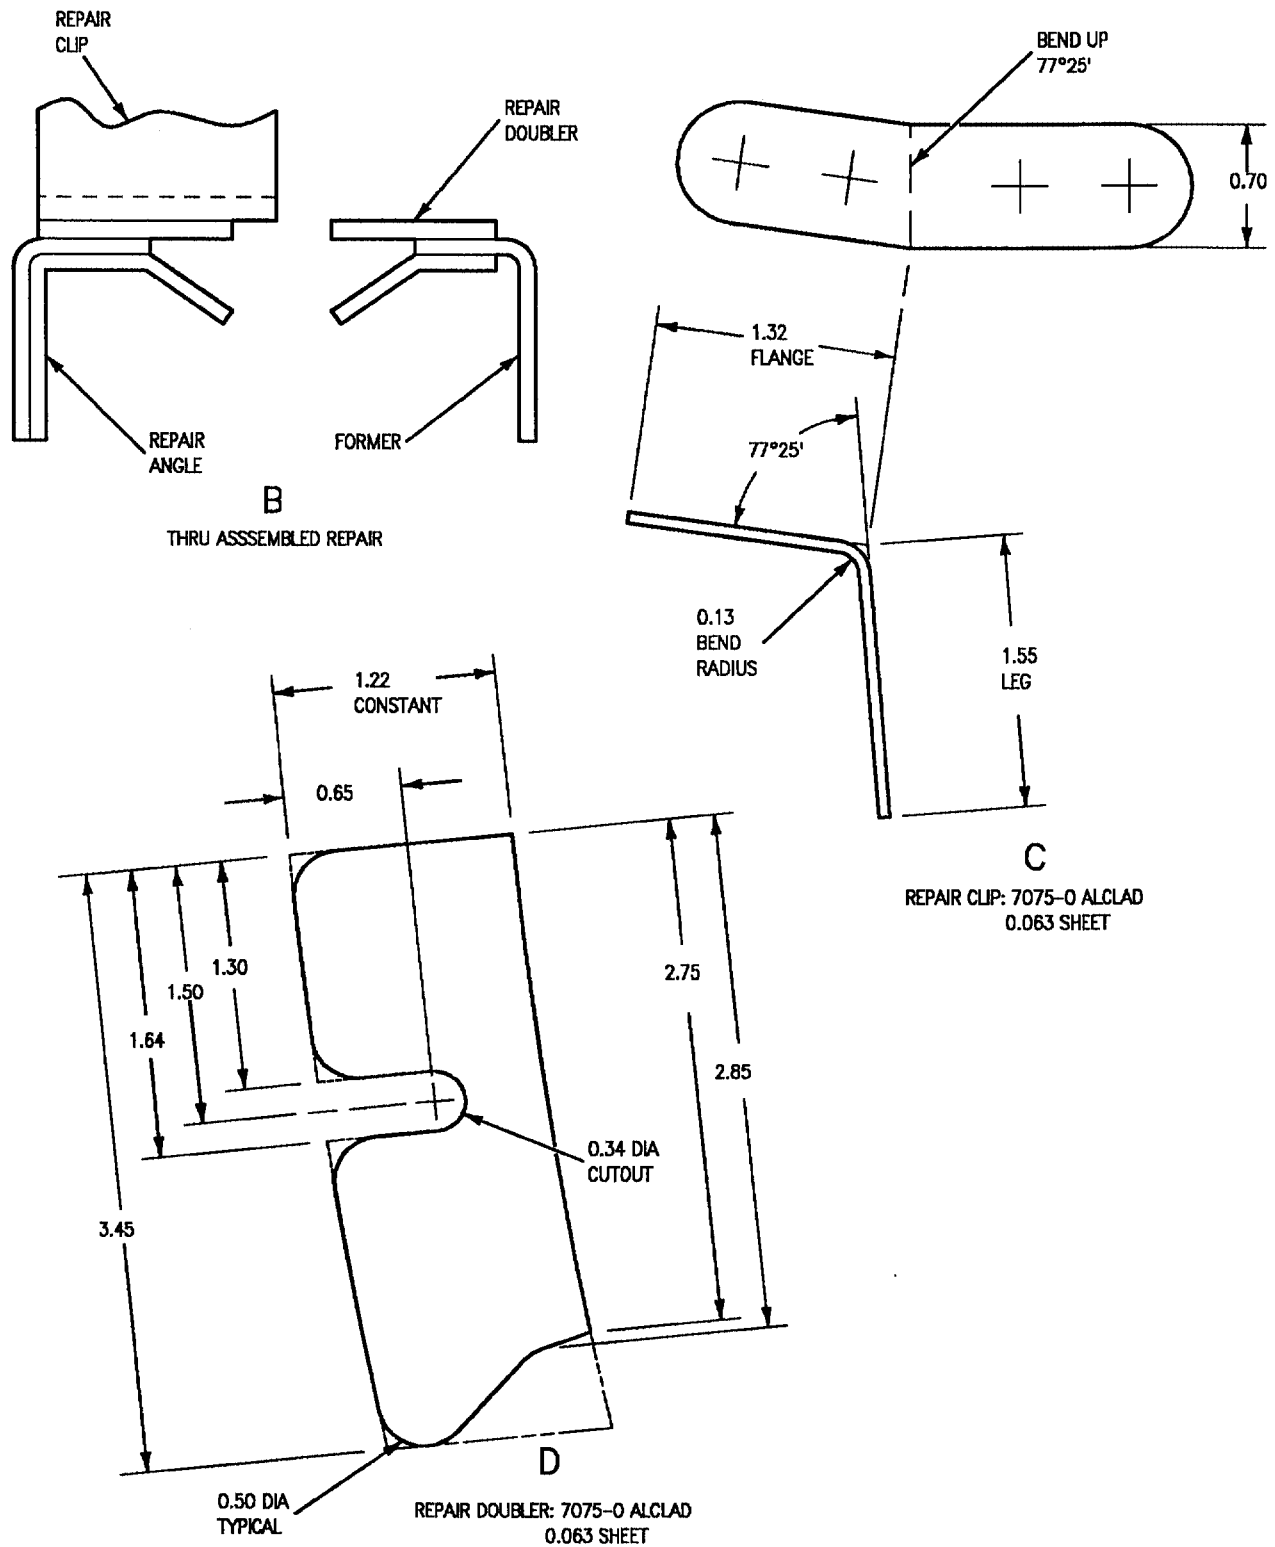 REPAIR
CLIP
REPAIR
DOUBLER
REPAIR
ANGLE
FORMER
B
THRU ASSSEMBLED REPAIR
BEND UP
77°25'
0.70
1.32
FLANGE
77°25'
0.13
BEND
RADIUS
1.55
LEG
C
REPAIR CLIP: 7075-0 ALCLAD
0.063 SHEET
1.22
CONSTANT
0.65
1.30
1.50
1.64
3.45
2.75
2.85
0.34 DIA
CUTOUT
0.50 DIA
TYPICAL
D
REPAIR DOUBLER: 7075-0 ALCLAD
0.063 SHEET